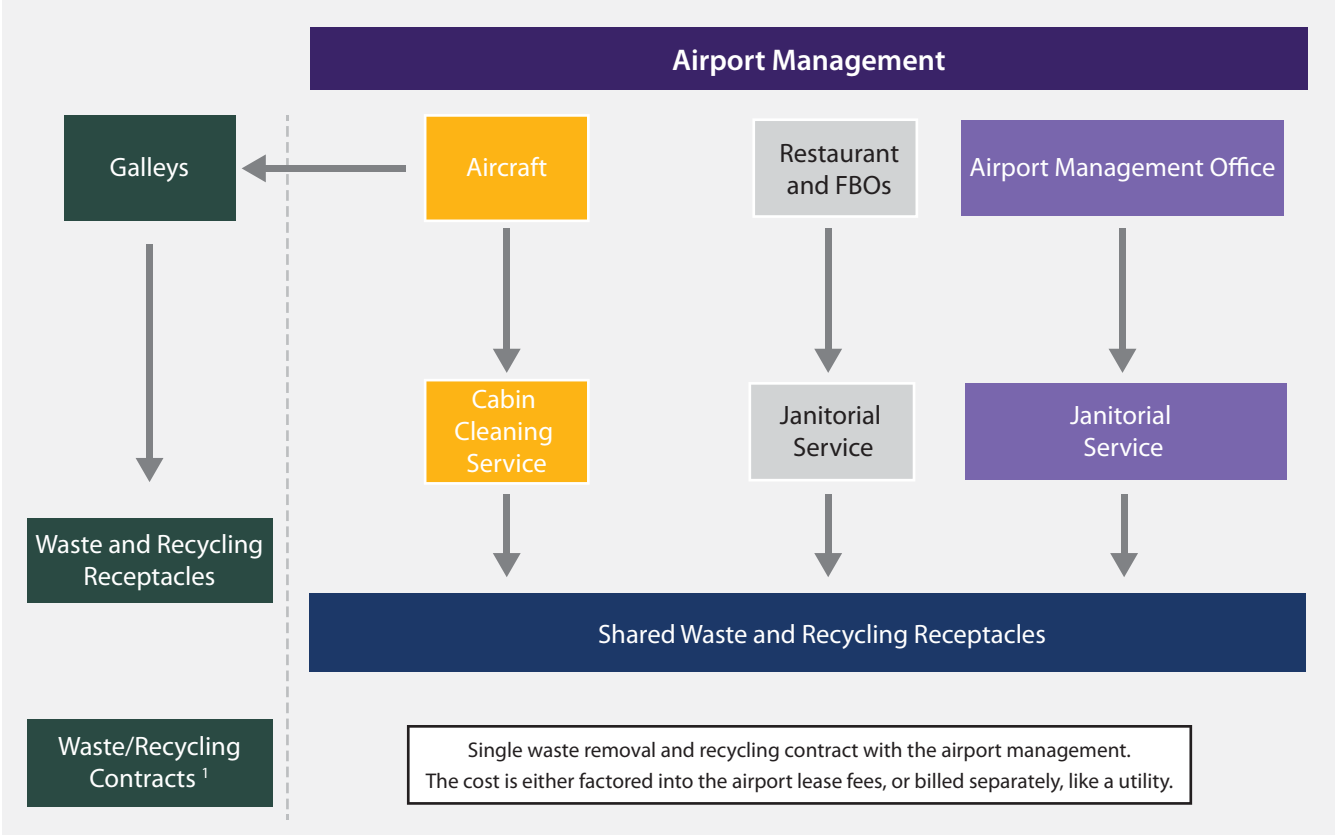 Airport Management
Galleys
Aircraft
Restaurant
and FBOs
Airport Management Office
Cabin
Cleaning
Service
Janitorial
Service
Janitorial
Service
Waste and Recycling
Receptacles
Shared Waste and Recycling Receptacles
Waste/Recycling
Contracts 1
Single waste removal and recycling contract with the airport management.
The cost is either factored into the airport lease fees, or billed separately, like a utility.